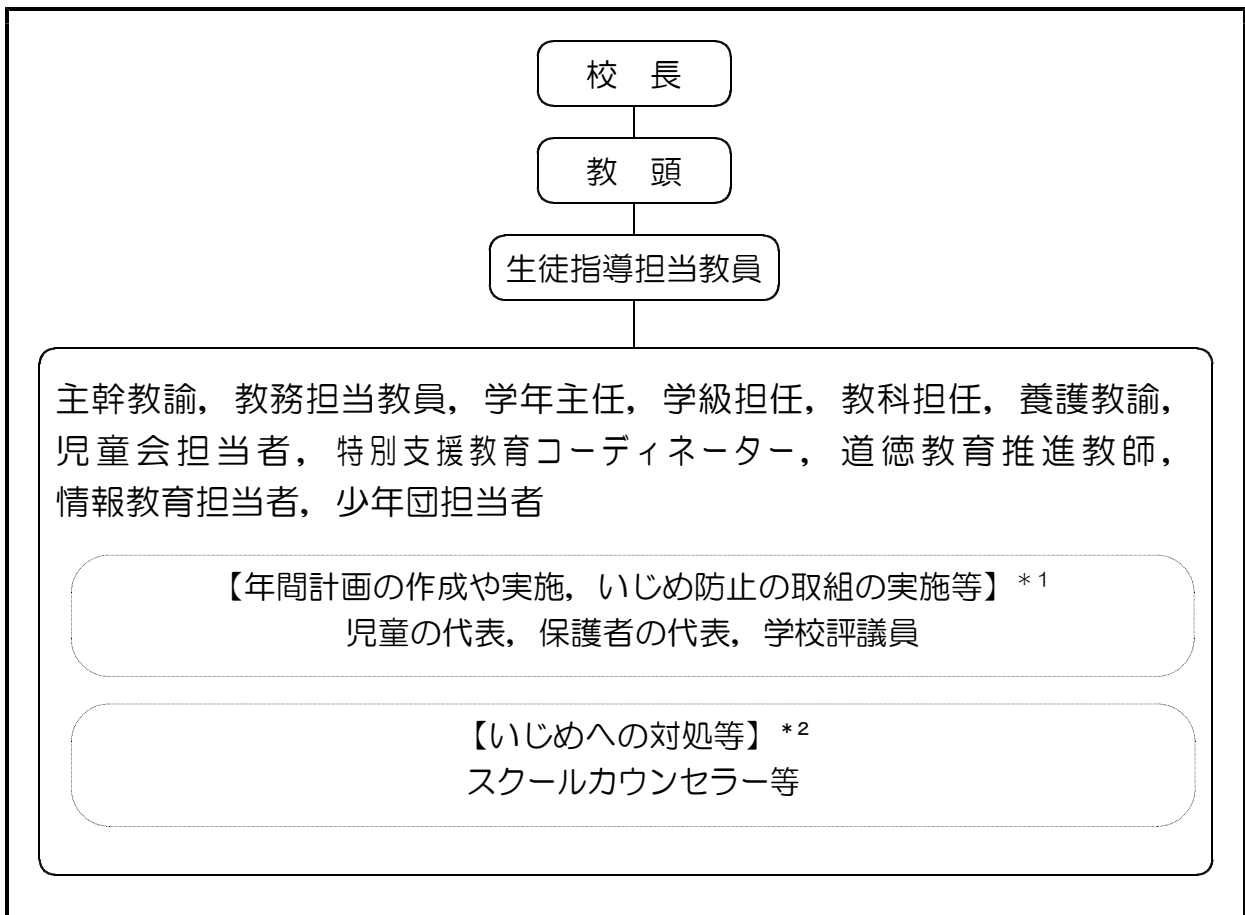 校　長
教　頭
生徒指導担当教員
主幹教諭，教務担当教員，学年主任，学級担任，教科担任，養護教諭，
児童会担当者，特別支援教育コーディネーター，道徳教育推進教師，
情報教育担当者，少年団担当者
【年間計画の作成や実施，いじめ防止の取組の実施等】＊１
児童の代表，保護者の代表，学校評議員
【いじめへの対処等】＊２
スクールカウンセラー等